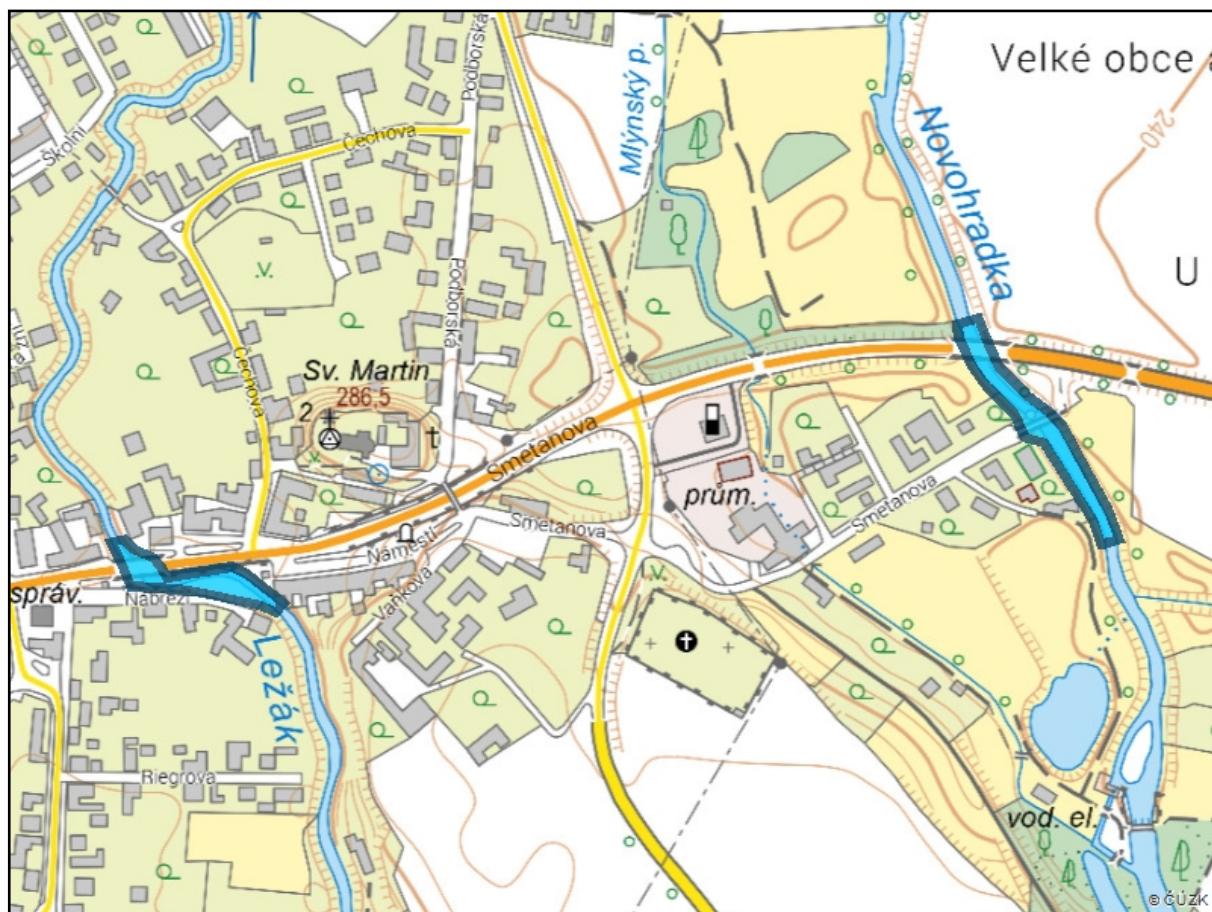 Velké obce a
Podborská
Mlýnský p.
Školní
Čechova
240
Novohradka
U
Podborská
Čechova
Sv. Martin
286,5
2
Smetanova
prům.
Smetanova
Smetanova
Náměstí
správ.
Nábřeží
Vaňkova
Ležák
Riegrova
vod. el.
© ČÚZK